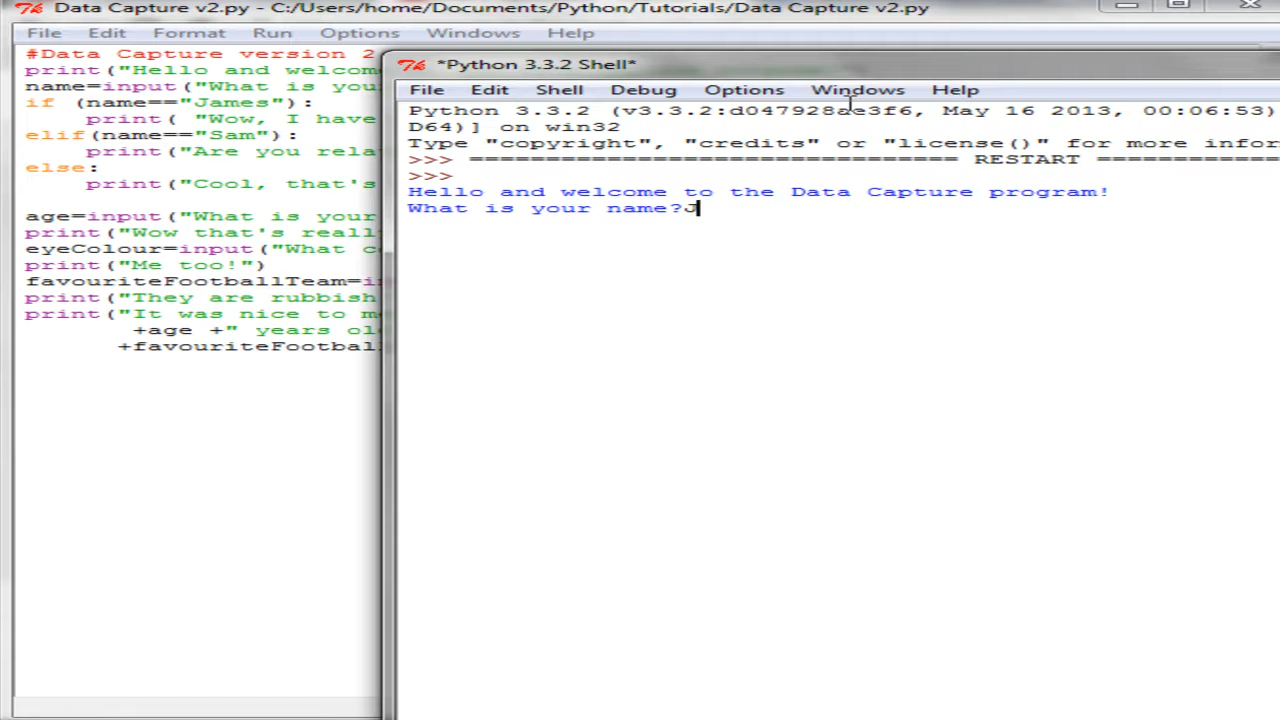 Data Capture v2.py - C:/Users/home/Documents/Python/Tutorials/Data Capture v2.py
File Edit Format Run Options Windows Help
#Data Capture version 2
print("Hello and welcome
name=input("What is you
if (name=="James"):
print( "Wow, I have
elif(name=="Sam"):
print("Are you rela
else:
print("Cool, that's
age=input("What is your
print("Wow that's reall
eyeColour=input("What c
print("Me too!")
favouriteFootballTeam=in
print("They are rubbish
print("It was nice to m
+age +" years ol
+favouriteFootball
*Python 3.3.2 Shell*
File Edit Shell Debug Options Windows Help
Python 3.3.2 (v3.3.2:d047928ae3f6, May 16 2013, 00:06:53)
D64)] on win32
Type "copyright", "credits" or "license()" for more infor
>>> ================================ RESTART ============
>>>
Hello and welcome to the Data Capture program!
What is your name?J